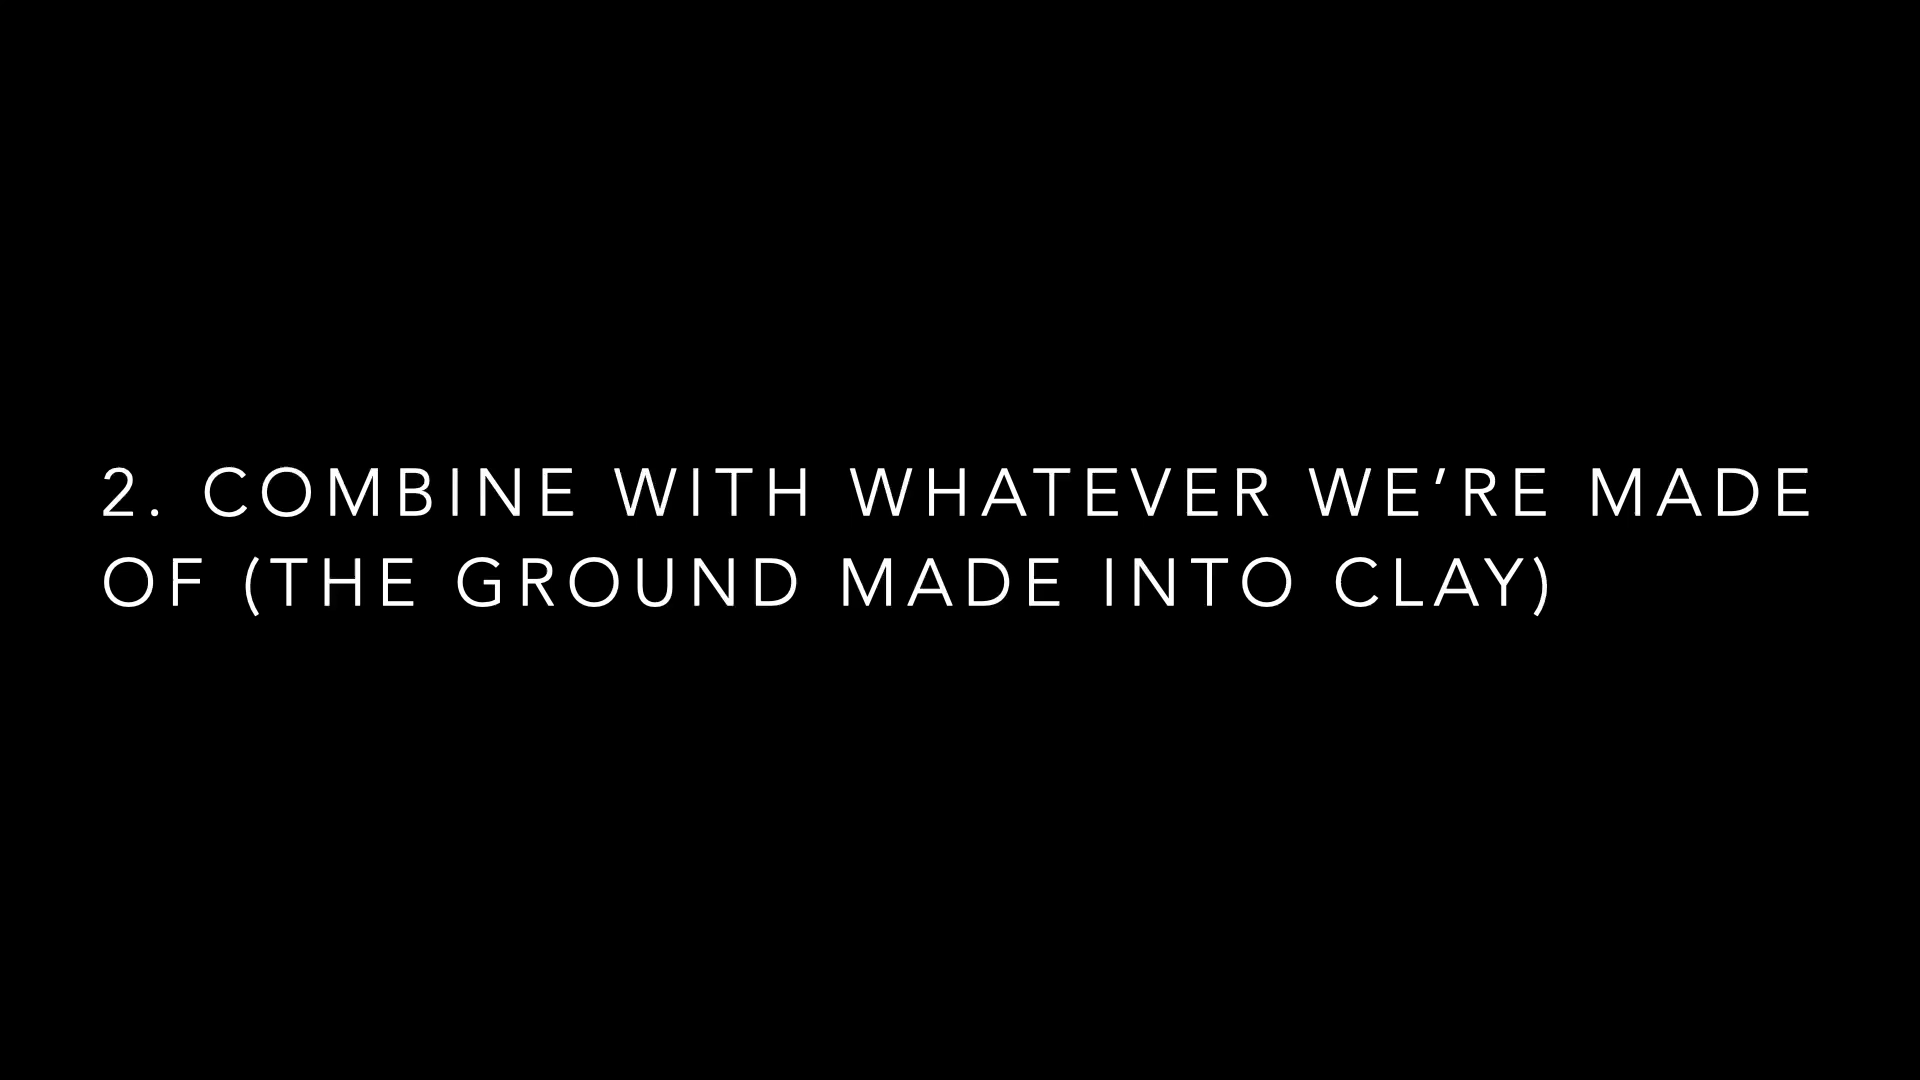 2. COMBINE WITH WHATEVER WE’RE MADE
OF (THE GROUND MADE INTO CLAY)